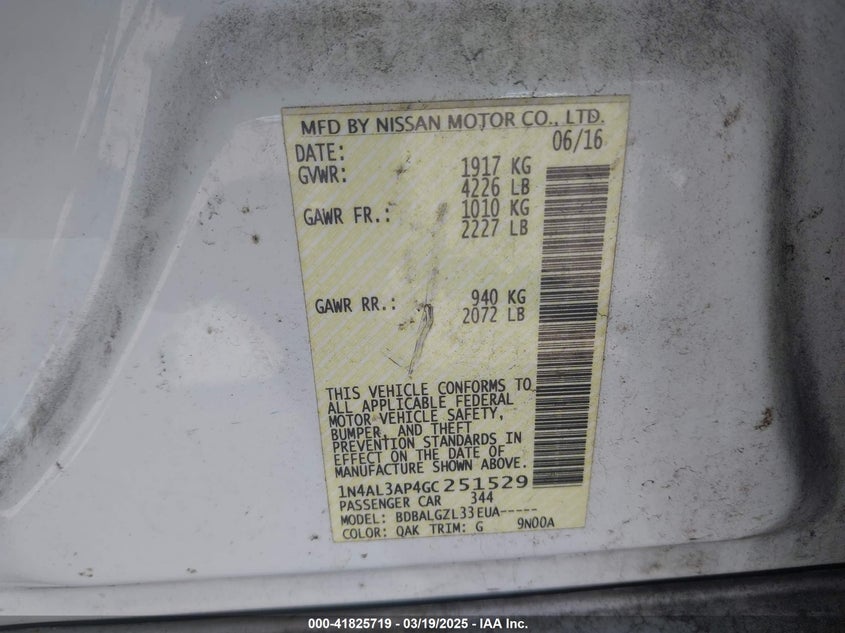 MFD BY NISSAN MOTOR CO., LTD.
DATE: 06/16
GVWR: 1917 KG
4226 LB
GAWR FR.: 1010 KG
2227 LB
GAWR RR.: 940 KG
2072 LB
THIS VEHICLE CONFORMS TO
ALL APPLICABLE FEDERAL
MOTOR VEHICLE SAFETY,
BUMPER, AND THEFT
PREVENTION STANDARDS IN
EFFECT ON THE DATE OF
MANUFACTURE SHOWN ABOVE.
1N4AL3AP4GC251529
PASSENGER CAR 344
MODEL: BDBALGZL33EUA-----
COLOR: QAK TRIM: G 9N00A
000-41825719 — 03/19/2025 — IAA Inc.